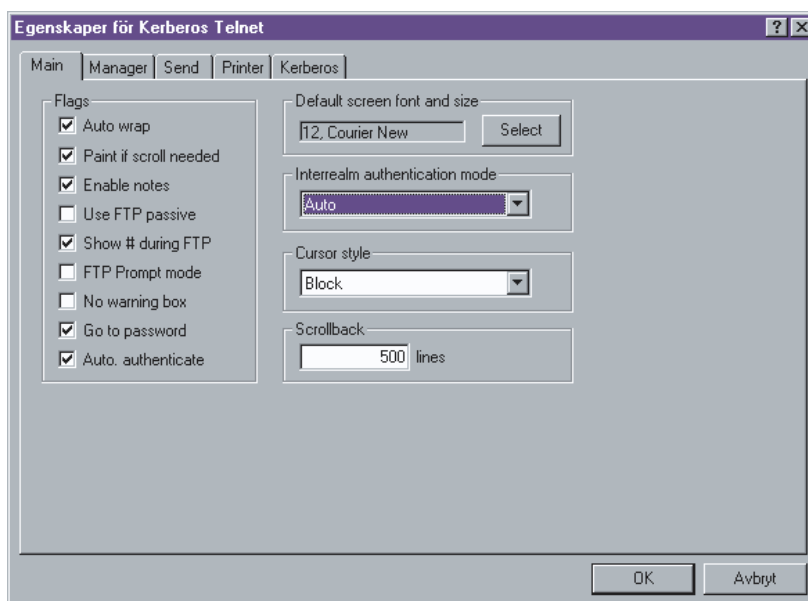 Egenskaper för Kerberos Telnet
Main Manager Send Printer Kerberos
Flags
Auto wrap
Paint if scroll needed
Enable notes
Use FTP passive
Show # during FTP
FTP Prompt mode
No warning box
Go to password
Auto. authenticate
Default screen font and size
12, Courier New Select
Interrealm authentication mode
Auto
Cursor style
Block
Scrollback
500 lines
OK Avbryt